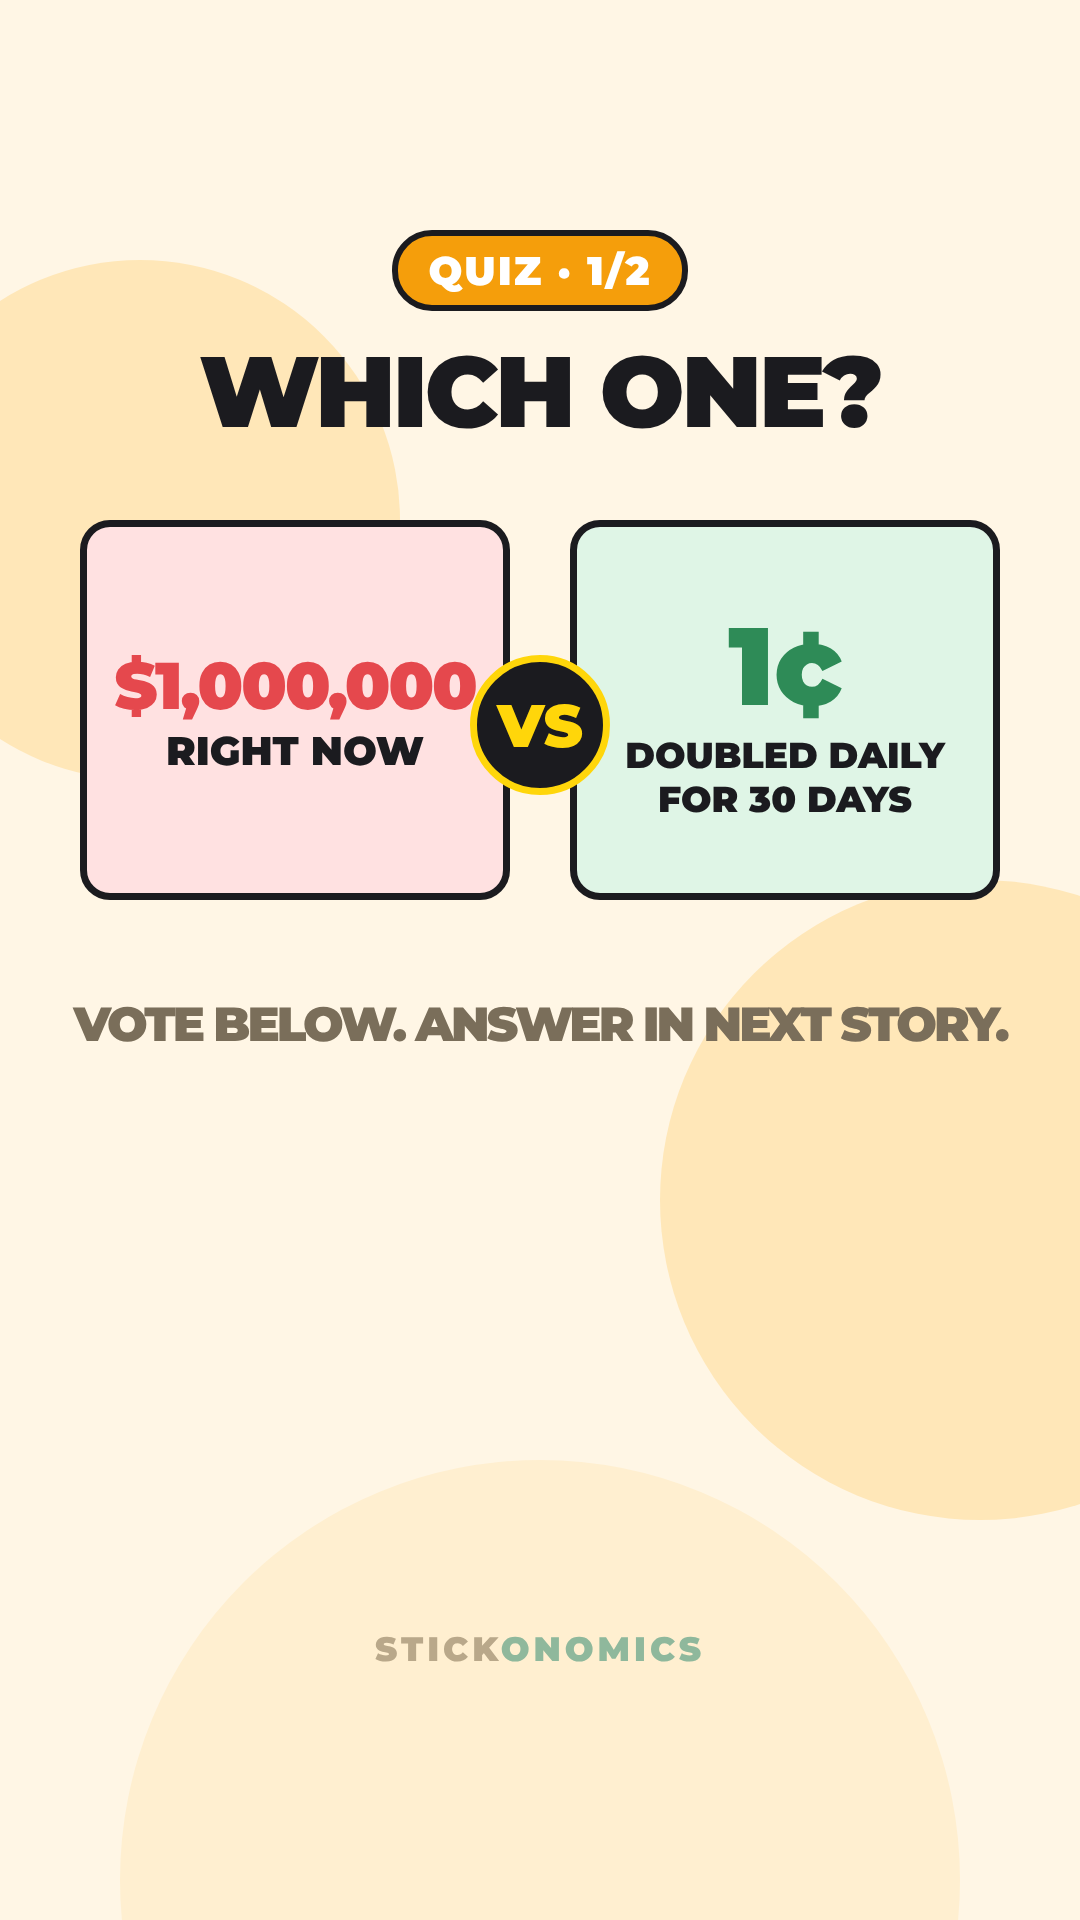 QUIZ • 1/2
WHICH ONE?
$1,000,000
RIGHT NOW
VS
1¢
DOUBLED DAILY
FOR 30 DAYS
VOTE BELOW. ANSWER IN NEXT STORY.
STICKONOMICS